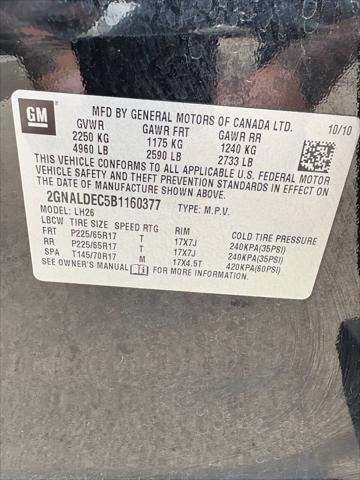 GM
MFD BY GENERAL MOTORS OF CANADA LTD. 10/10
GVWR GAWR FRT GAWR RR
2250 KG 1175 KG 1240 KG
4960 LB 2590 LB 2733 LB
THIS VEHICLE CONFORMS TO ALL APPLICABLE U.S. FEDERAL MOTOR
VEHICLE SAFETY AND THEFT PREVENTION STANDARDS IN EFFECT ON
THE DATE OF MANUFACTURE SHOWN ABOVE.
2GNALDEC5B1160377 TYPE: M.P.V.
MODEL: LH26
LBCW TIRE SIZE SPEED RTG RIM COLD TIRE PRESSURE
FRT P225/65R17 T 17X7J 240KPA(35PSI)
RR P225/65R17 T 17X7J 240KPA(35PSI)
SPA T145/70R17 M 17X4.5T 420KPA(60PSI)
SEE OWNER'S MANUAL FOR ADDITIONAL INFORMATION.